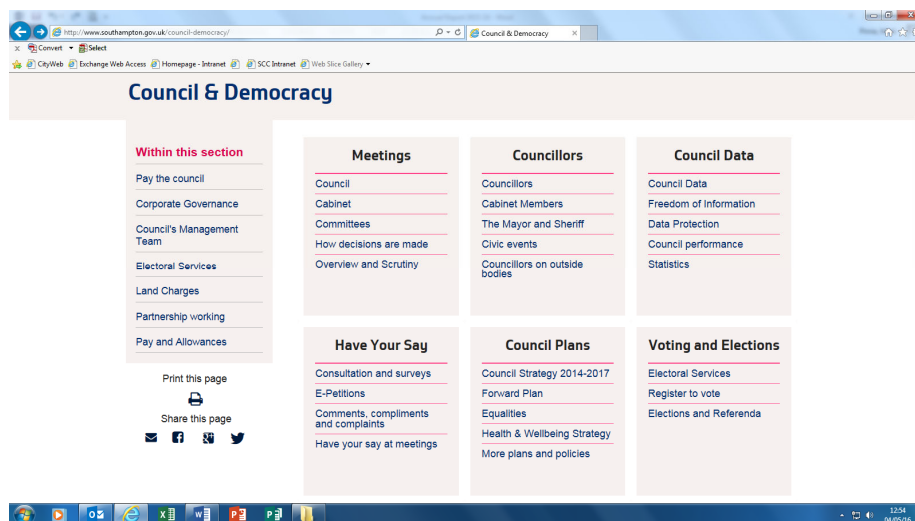 http://www.southampton.gov.uk/council-democracy/
Council & Democracy
x Convert Select
CityWeb Exchange Web Access Homepage - Intranet SCC Intranet Web Slice Gallery
Council & Democracy
Within this section
Pay the council
Corporate Governance
Council's Management
Team
Electoral Services
Land Charges
Partnership working
Pay and Allowances
Print this page
Share this page
Meetings
Council
Cabinet
Committees
How decisions are made
Overview and Scrutiny
Councillors
Councillors
Cabinet Members
The Mayor and Sheriff
Civic events
Councillors on outside
bodies
Council Data
Council Data
Freedom of Information
Data Protection
Council performance
Statistics
Have Your Say
Consultation and surveys
E-Petitions
Comments, compliments
and complaints
Have your say at meetings
Council Plans
Council Strategy 2014-2017
Forward Plan
Equalities
Health & Wellbeing Strategy
More plans and policies
Voting and Elections
Electoral Services
Register to vote
Elections and Referenda
12:54
04/05/16